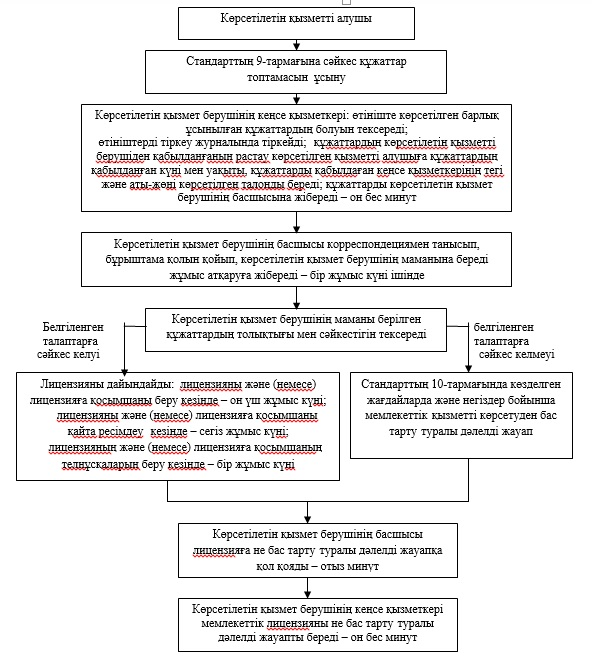 Көрсетілетін қызметті алушы
Стандарттың 9-тармағына сәйкес құжаттар
топтамасын ұсыну
Көрсетілетін қызмет берушінің кеңсе қызметкері: өтініште көрсетілген барлық
ұсынылған құжаттардың болуын тексереді;
өтініштерді тіркеу журналында тіркейді; құжаттардың көрсетілетін қызметті
берушіден қабылданғанын растау көрсетілген қызметті алушыға құжаттардың
қабылданған күні мен уақыты, құжаттарды қабылдаған кеңсе қызметкерінің тегі
және аты-жөні көрсетілген талонды береді; құжаттарды көрсетілетін қызмет
берушінің басшысына жібереді – он бес минут
Көрсетілетін қызмет берушінің басшысы корреспонденциямен танысып,
бұрыштама қолын қойып, көрсетілетін қызмет берушінің маманына береді
жұмыс атқаруға жібереді – бір жұмыс күні ішінде
Көрсетілетін қызмет берушінің маманы берілген
құжаттардың толықтығы мен сәйкестігін тексереді
Белгіленген
талаптарға
сәйкес келуі
белгіленген
талаптарға
сәйкес келмеуі
Лицензияны дайындайды: лицензияны және (немесе)
лицензияға қосымшаны беру кезінде – он үш жұмыс күні;
лицензияны және (немесе) лицензияға қосымшаны
қайта ресімдеу кезінде – сегіз жұмыс күні;
лицензияның және (немесе) лицензияға қосымшаның
телнұсқаларын беру кезінде – бір жұмыс күні
Стандарттың 10-тармағында көзделген
жағдайларда және негіздер бойынша
мемлекеттік қызметті көрсетуден бас
тарту туралы дәлелді жауап
Көрсетілетін қызмет берушінің басшысы
лицензияға не бас тарту туралы дәлелді жауапқа
қол қояды – отыз минут
Көрсетілетін қызмет берушінің кеңсе қызметкері
мемлекеттік лицензияны не бас тарту туралы
дәлелді жауапты береді – он бес минут